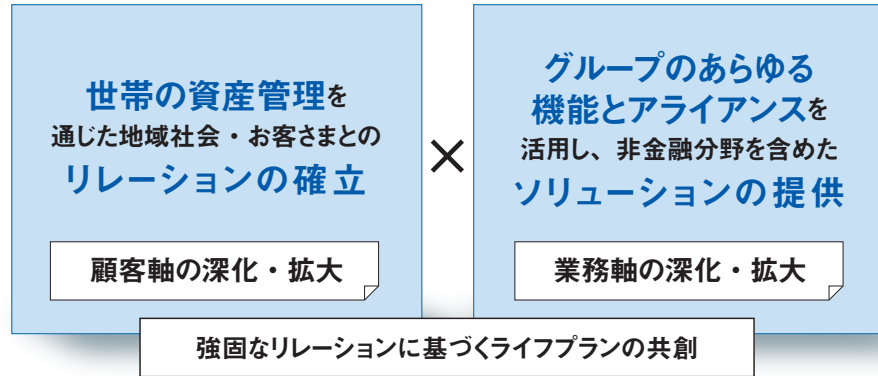 世帯の資産管理を
通じた地域社会・お客さまとの
リレーションの確立
顧客軸の深化・拡大
×
グループのあらゆる
機能とアライアンスを
活用し、非金融分野を含めた
ソリューションの提供
業務軸の深化・拡大
強固なリレーションに基づくライフプランの共創